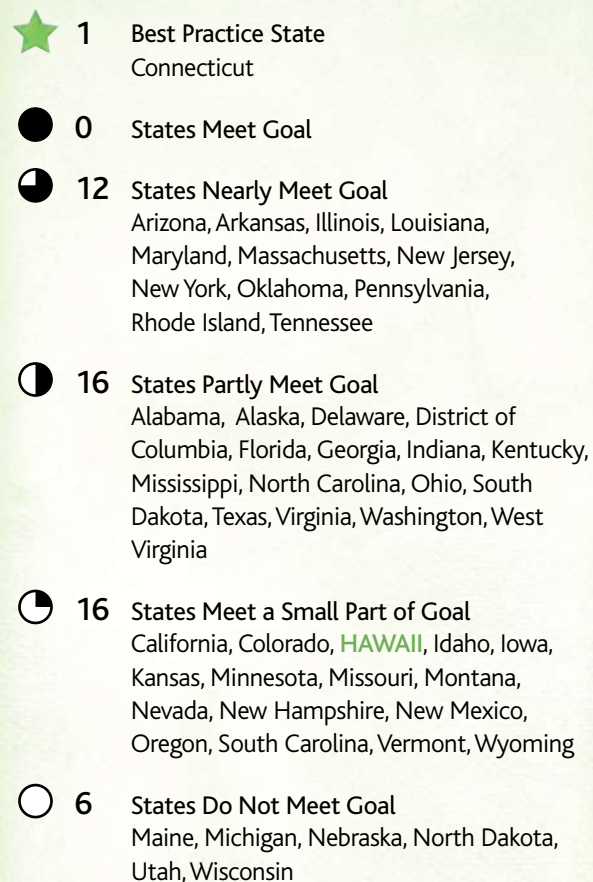 1 Best Practice State
Connecticut
0 States Meet Goal
12 States Nearly Meet Goal
Arizona, Arkansas, Illinois, Louisiana,
Maryland, Massachusetts, New Jersey,
New York, Oklahoma, Pennsylvania,
Rhode Island, Tennessee
16 States Partly Meet Goal
Alabama, Alaska, Delaware, District of
Columbia, Florida, Georgia, Indiana, Kentucky,
Mississippi, North Carolina, Ohio, South
Dakota, Texas, Virginia, Washington, West
Virginia
16 States Meet a Small Part of Goal
California, Colorado, HAWAII, Idaho, Iowa,
Kansas, Minnesota, Missouri, Montana,
Nevada, New Hampshire, New Mexico,
Oregon, South Carolina, Vermont, Wyoming
6 States Do Not Meet Goal
Maine, Michigan, Nebraska, North Dakota,
Utah, Wisconsin